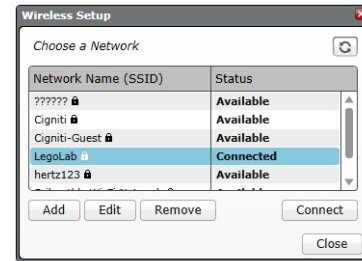 Wireless Setup
Choose a Network
Network Name (SSID) Status
?????? Available
Cigniti Available
Cigniti-Guest Available
LegoLab Connected
hertz123 Available
Add Edit Remove Connect
Close